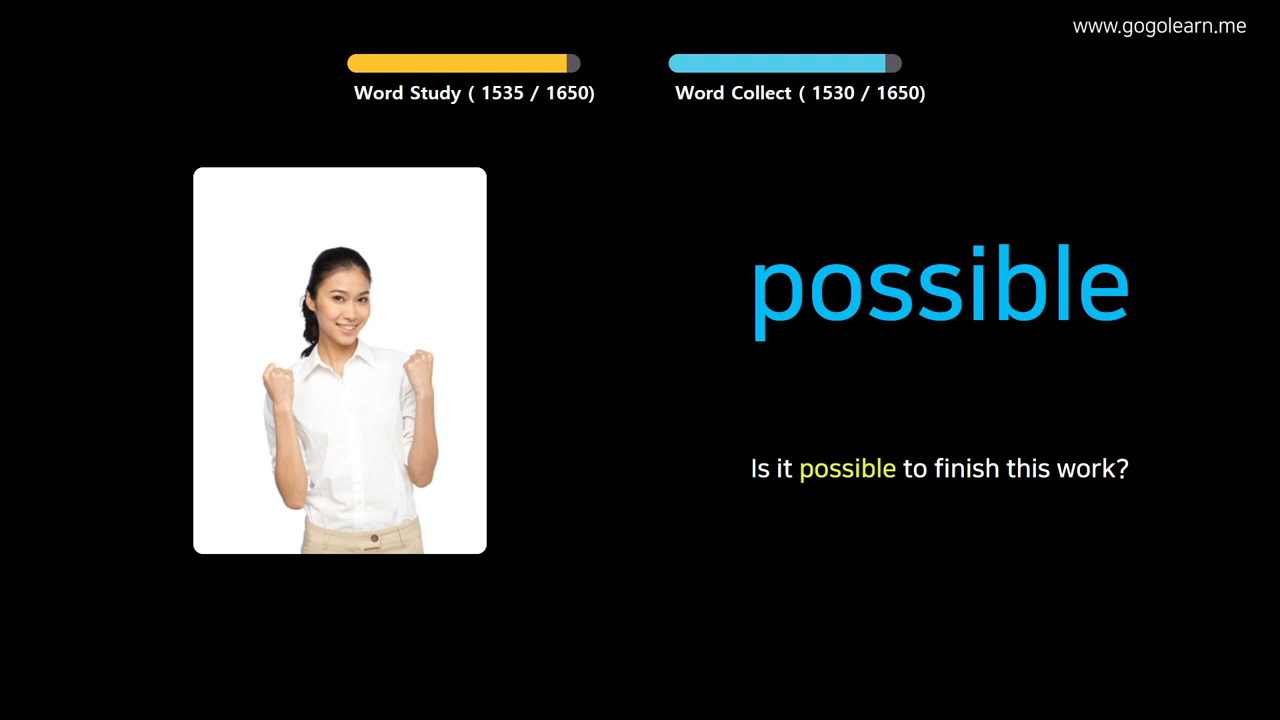 www.gogolearn.me
Word Study ( 1535 / 1650)
Word Collect ( 1530 / 1650)
possible
Is it possible to finish this work?